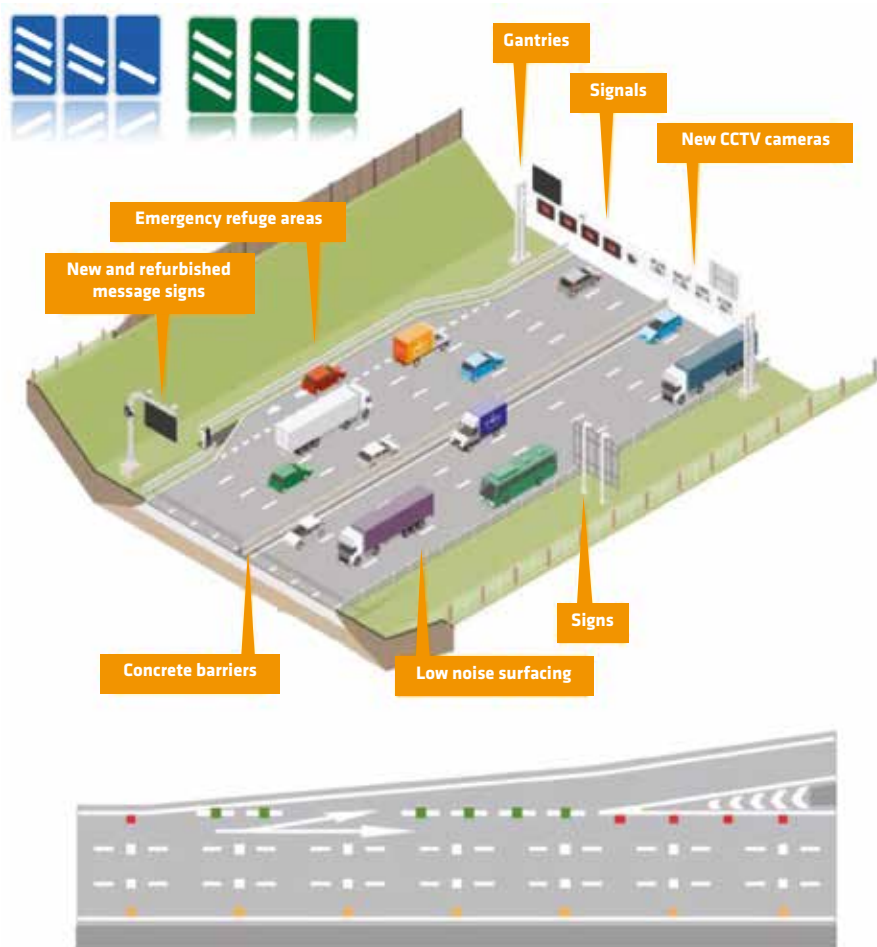 Gantries
Signals
New CCTV cameras
Emergency refuge areas
New and refurbished
message signs
Signs
Concrete barriers
Low noise surfacing